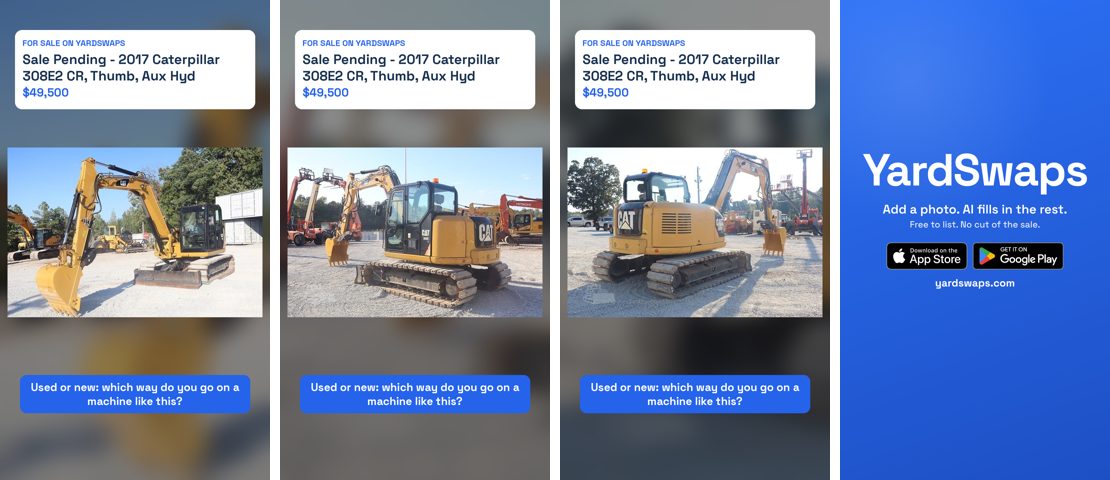 FOR SALE ON YARDSWAPS
Sale Pending - 2017 Caterpillar
308E2 CR, Thumb, Aux Hyd
$49,500
Used or new: which way do you go on a
machine like this?
FOR SALE ON YARDSWAPS
Sale Pending - 2017 Caterpillar
308E2 CR, Thumb, Aux Hyd
$49,500
CAT
Used or new: which way do you go on a
machine like this?
FOR SALE ON YARDSWAPS
Sale Pending - 2017 Caterpillar
308E2 CR, Thumb, Aux Hyd
$49,500
CAT
Used or new: which way do you go on a
machine like this?
YardSwaps
Add a photo. AI fills in the rest.
Free to list. No cut of the sale.
Download on the
App Store
GET IT ON
Google Play
yardswaps.com